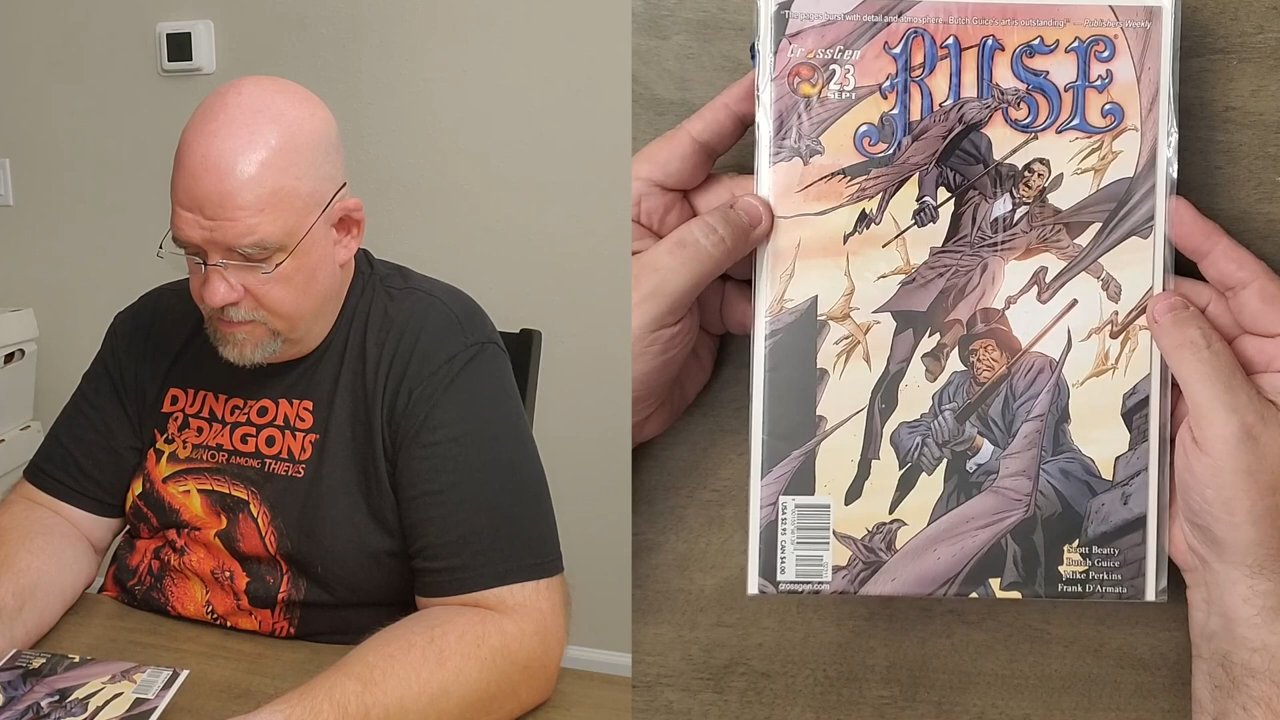 DUNGEONS
& DRAGONS
HONOR AMONG THIEVES
"The pages burst with detail and atmosphere. Butch Guice's art is outstanding!" — Publishers Weekly
CrossGen
23
SEPT
RUSE
USA $2.95 CAN $4.00
crossgen.com
Scott Beatty
Butch Guice
Mike Perkins
Frank D'Armata